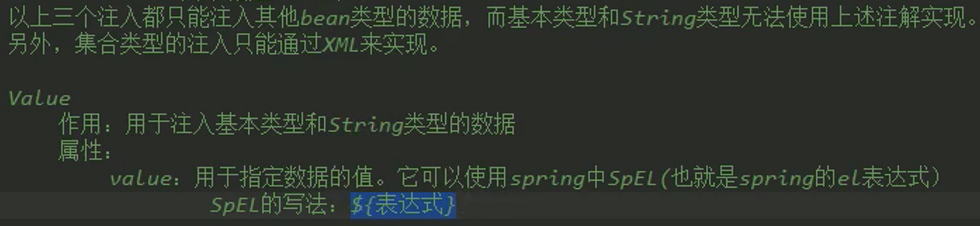 以上三个注入都只能注入其他bean类型的数据，而基本类型和String类型无法使用上述注解实现。
另外，集合类型的注入只能通过XML来实现。
Value
作用：用于注入基本类型和String类型的数据
属性：
value：用于指定数据的值。它可以使用spring中SpEL(也就是spring的el表达式）
SpEL的写法：${表达式}